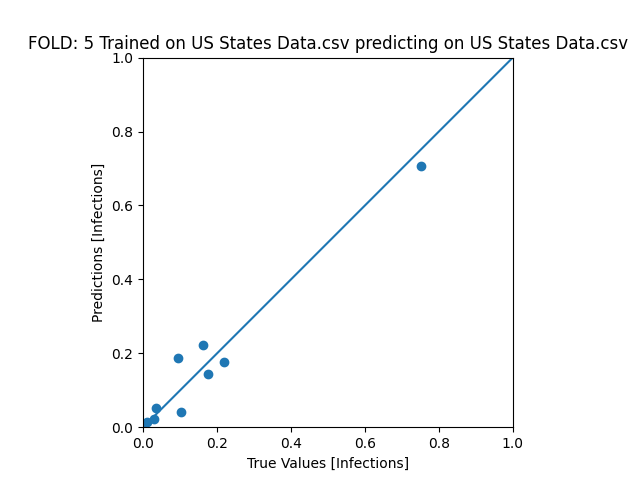 FOLD: 5 Trained on US States Data.csv predicting on US States Data.csv
1.0
0.8
0.6
0.4
0.2
0.0
Predictions [Infections]
0.0 0.2 0.4 0.6 0.8 1.0
True Values [Infections]